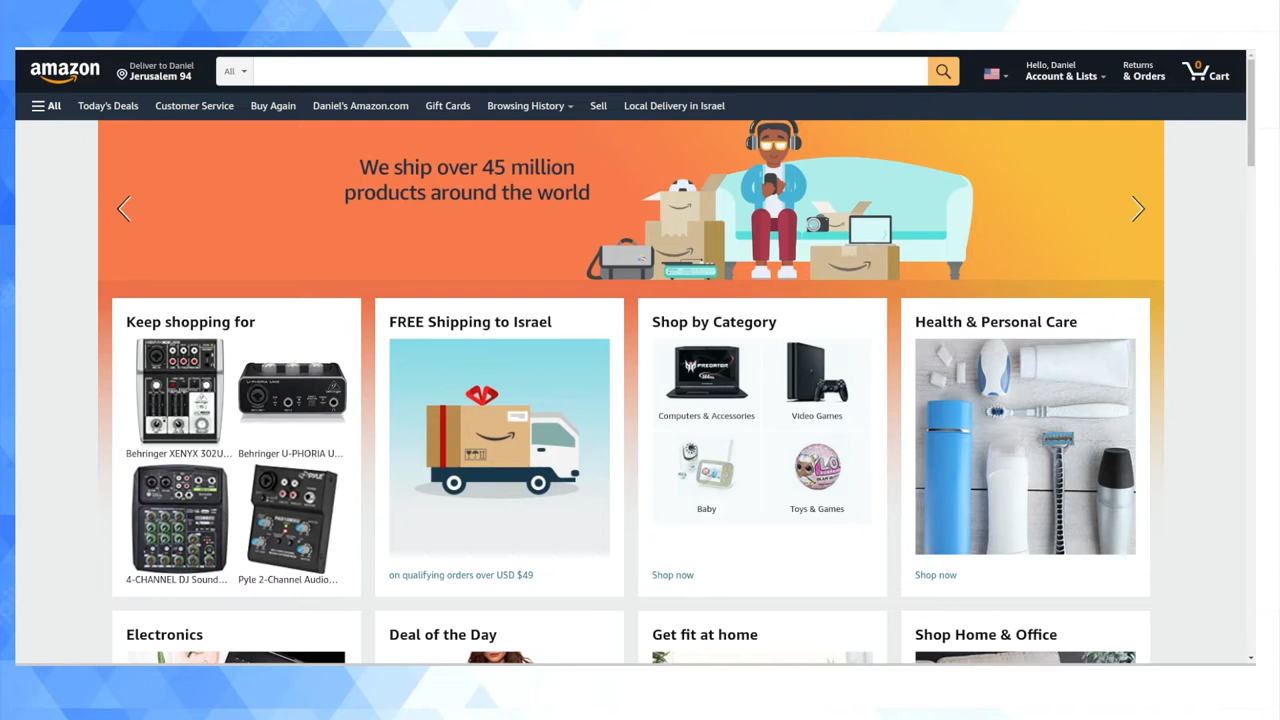 amazon
Deliver to Daniel
Jerusalem 94
All
Hello, Daniel
Account & Lists
Returns
& Orders
0
Cart
All
Today's Deals
Customer Service
Buy Again
Daniel's Amazon.com
Gift Cards
Browsing History
Sell
Local Delivery in Israel
We ship over 45 million
products around the world
Keep shopping for
Behringer XENYX 302U...
Behringer U-PHORIA U...
4-CHANNEL DJ Sound...
Pyle 2-Channel Audio...
FREE Shipping to Israel
on qualifying orders over USD $49
Shop by Category
PREDATOR
Computers & Accessories
Video Games
Baby
LOL
Toys & Games
Shop now
Health & Personal Care
Shop now
Electronics
Deal of the Day
Get fit at home
Shop Home & Office